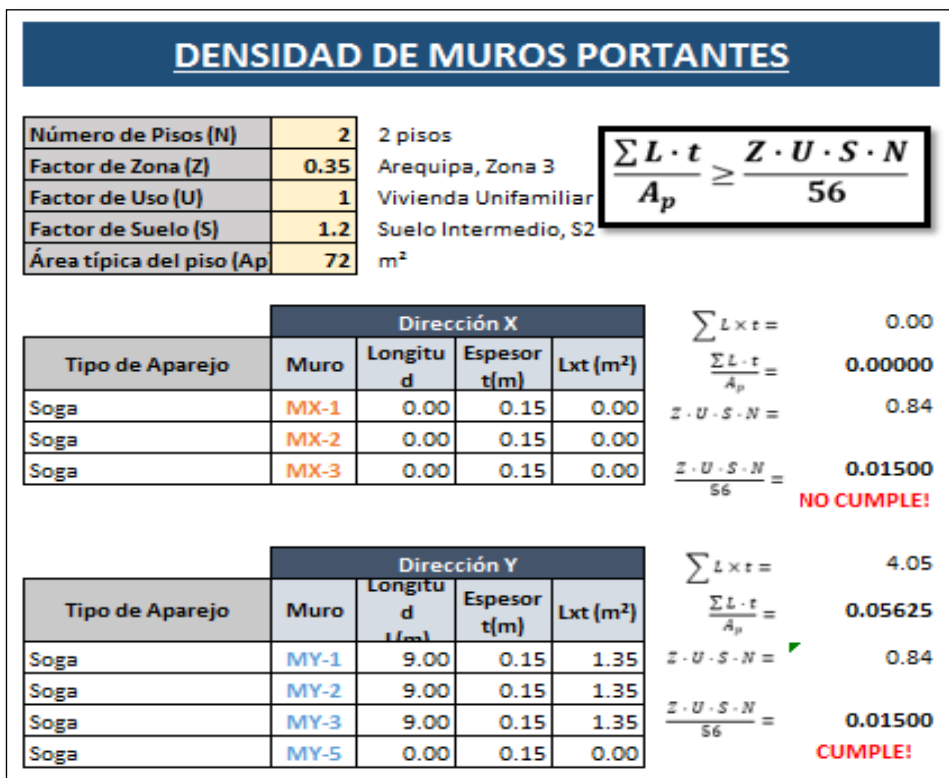 DENSIDAD DE MUROS PORTANTES
Número de Pisos (N) 2 2 pisos
Factor de Zona (Z) 0.35 Arequipa, Zona 3
Factor de Uso (U) 1 Vivienda Unifamiliar
Factor de Suelo (S) 1.2 Suelo Intermedio, S2
Área típica del piso (Ap 72 m²
∑ L · t / A_p ≥ Z · U · S · N / 56
Dirección X
Tipo de Aparejo Muro Longitu d Espesor t(m) Lxt (m²)
Soga MX-1 0.00 0.15 0.00
Soga MX-2 0.00 0.15 0.00
Soga MX-3 0.00 0.15 0.00
∑ L × t = 0.00
∑ L · t / A_p = 0.00000
Z · U · S · N = 0.84
Z · U · S · N / 56 = 0.01500
NO CUMPLE!
Dirección Y
Tipo de Aparejo Muro Longitu d L(m) Espesor t(m) Lxt (m²)
Soga MY-1 9.00 0.15 1.35
Soga MY-2 9.00 0.15 1.35
Soga MY-3 9.00 0.15 1.35
Soga MY-5 0.00 0.15 0.00
∑ L × t = 4.05
∑ L · t / A_p = 0.05625
Z · U · S · N = 0.84
Z · U · S · N / 56 = 0.01500
CUMPLE!